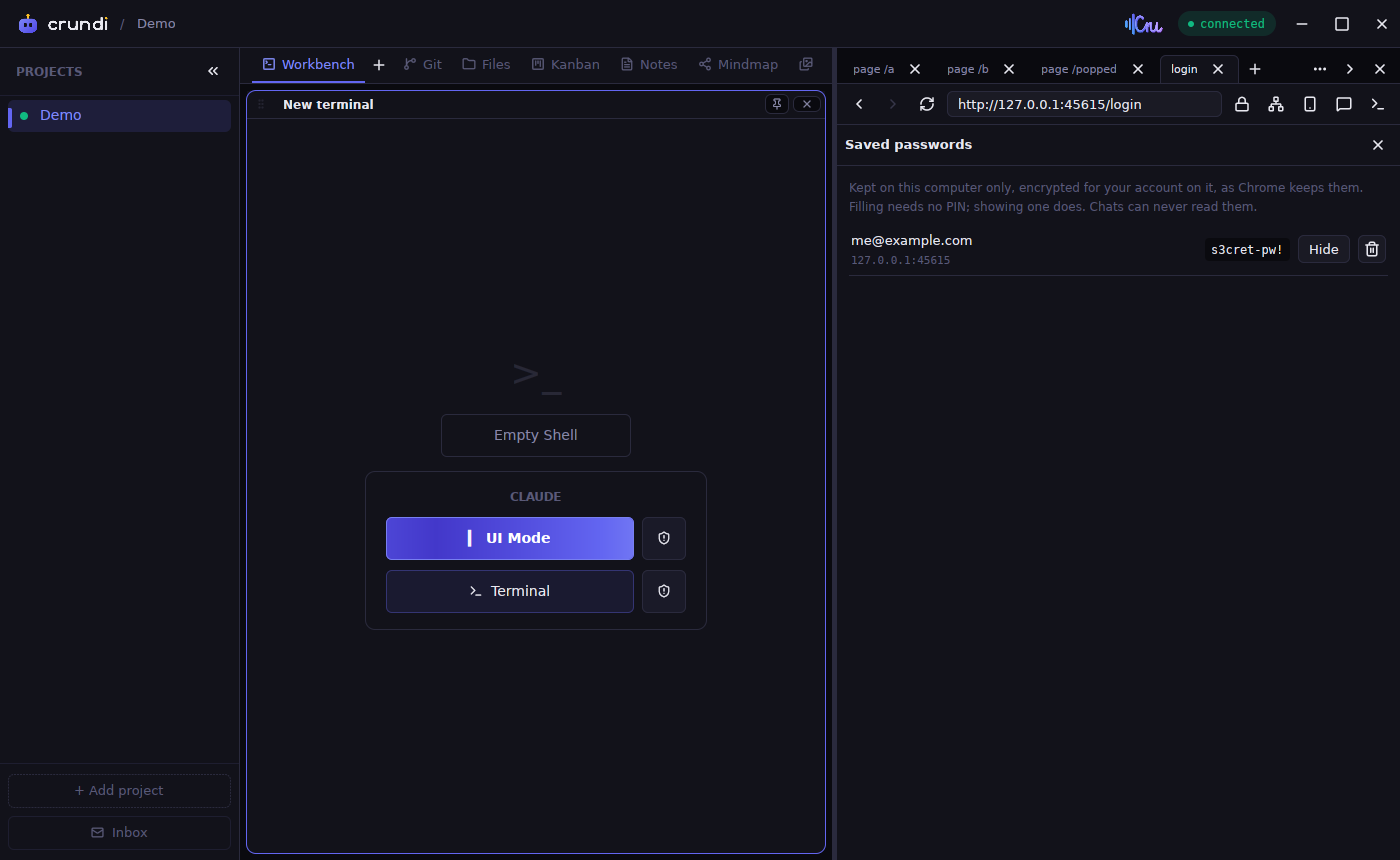 crundi / Demo
Cru
connected
PROJECTS
Demo
+ Add project
Inbox
Workbench
Git
Files
Kanban
Notes
Mindmap
New terminal
>_
Empty Shell
CLAUDE
UI Mode
Terminal
page /a
page /b
page /popped
login
http://127.0.0.1:45615/login
Saved passwords
Kept on this computer only, encrypted for your account on it, as Chrome keeps them.
Filling needs no PIN; showing one does. Chats can never read them.
me@example.com
127.0.0.1:45615
s3cret-pw!
Hide